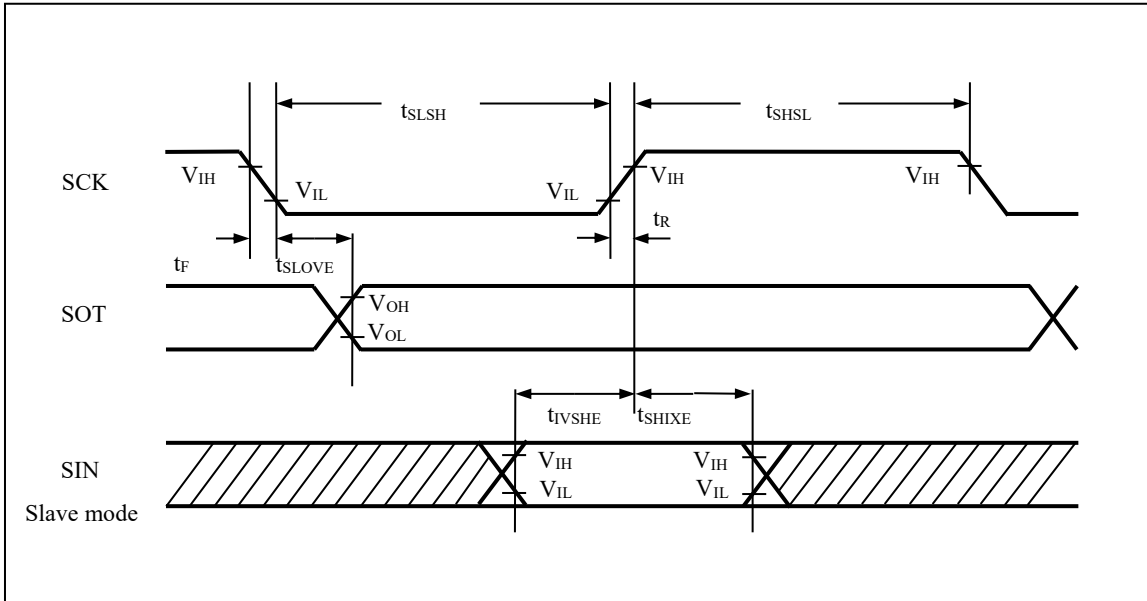 tSLSH
tSHSL
SCK
VIH
VIL
VIL
VIH
VIH
tR
tF
tSLOVE
SOT
VOH
VOL
tIVSHE
tSHIXE
SIN
VIH
VIH
VIL
VIL
Slave mode